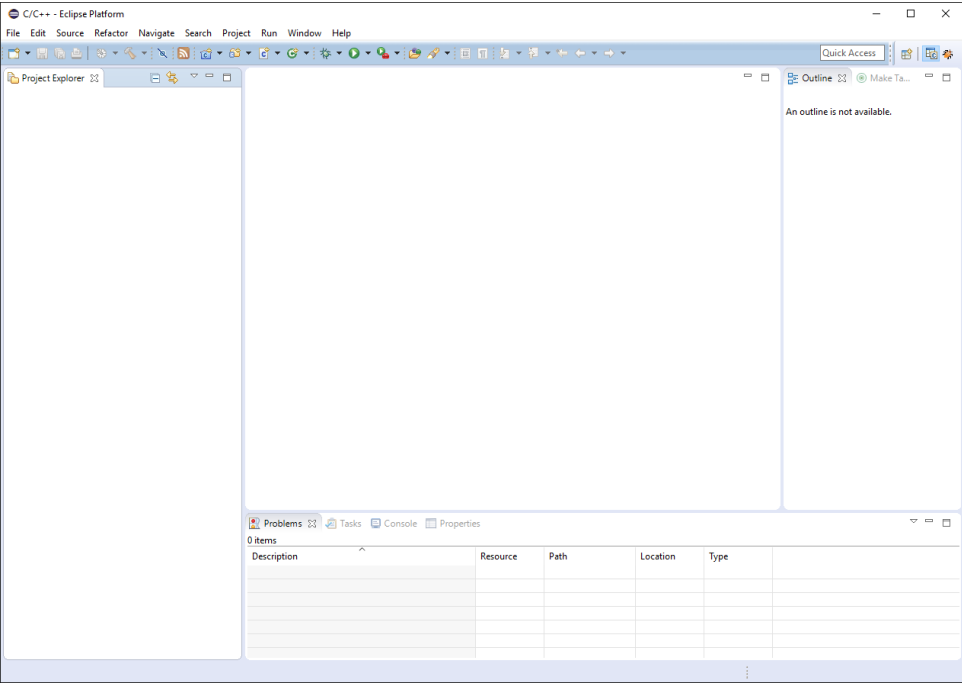 C/C++ - Eclipse Platform
File Edit Source Refactor Navigate Search Project Run Window Help
Quick Access
Project Explorer
Outline Make Ta...
An outline is not available.
Problems Tasks Console Properties
0 items
Description Resource Path Location Type